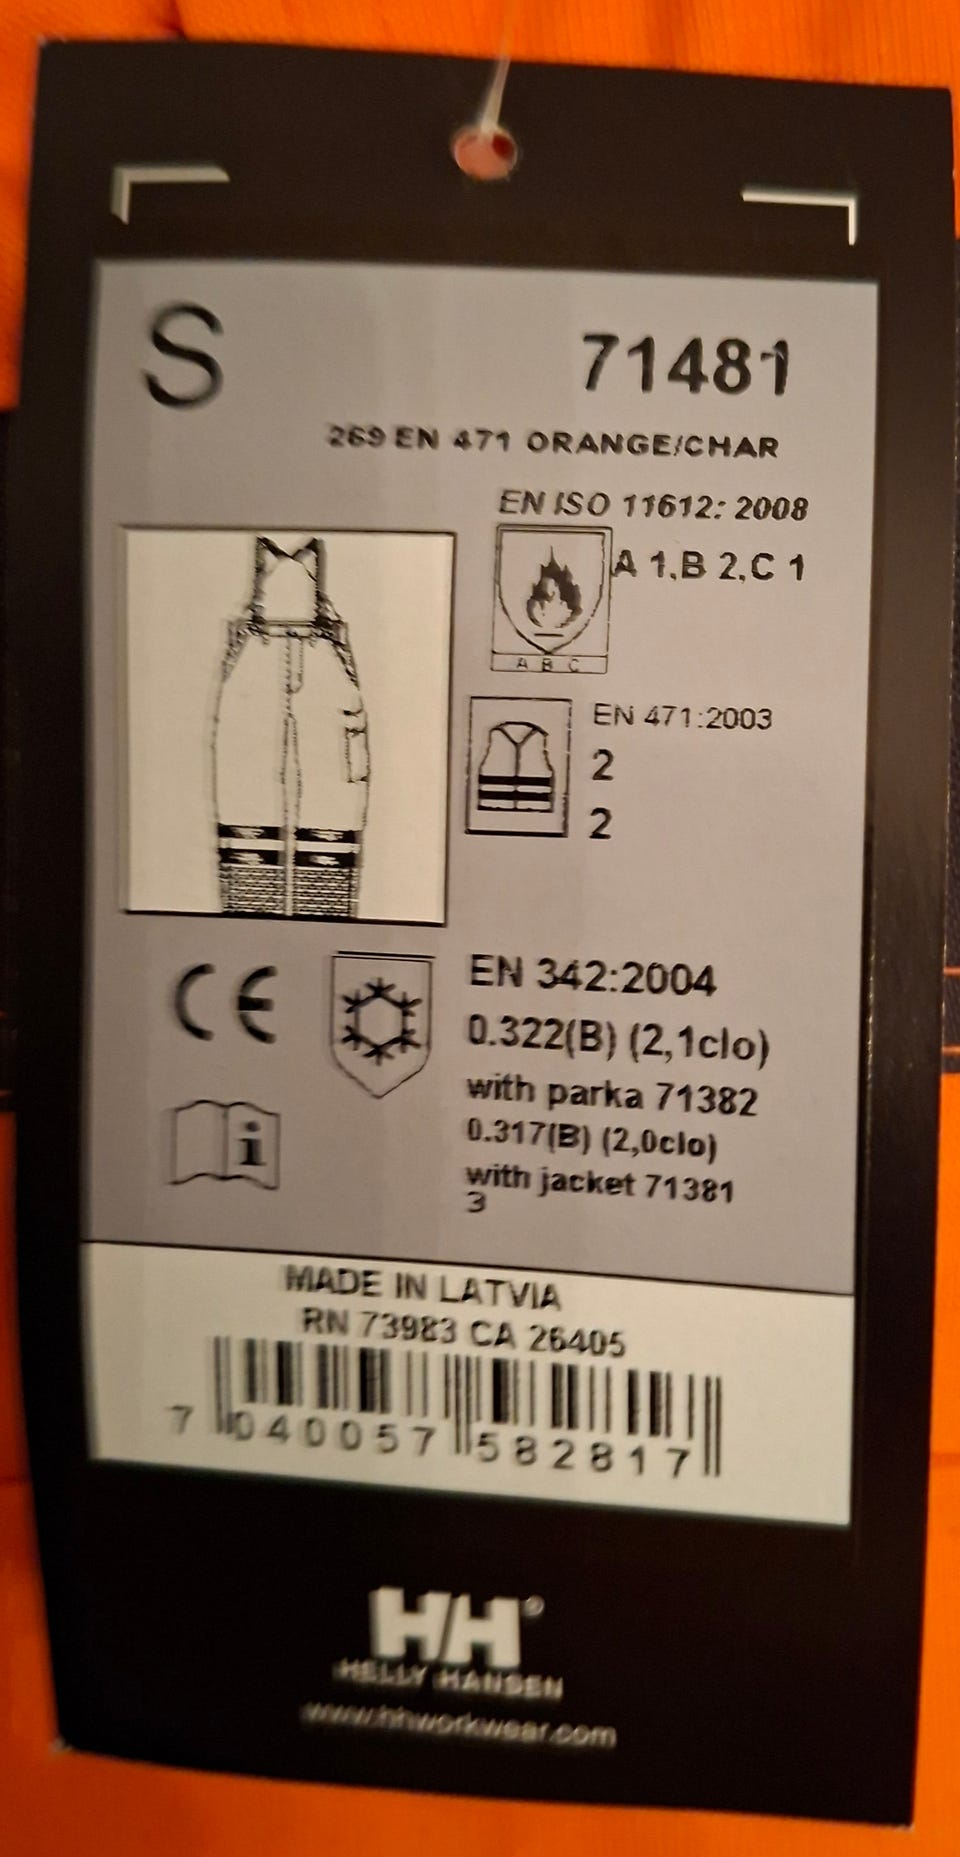 S
71481
269 EN 471 ORANGE/CHAR
EN ISO 11612: 2008
A 1,B 2,C 1
A B C
EN 471:2003
2
2
CE
EN 342:2004
0.322(B) (2,1clo)
with parka 71382
0.317(B) (2,0clo)
with jacket 71381
3
i
MADE IN LATVIA
RN 73983 CA 26405
7 040057 582817
HH®
HELLY HANSEN
www.hhworkwear.com